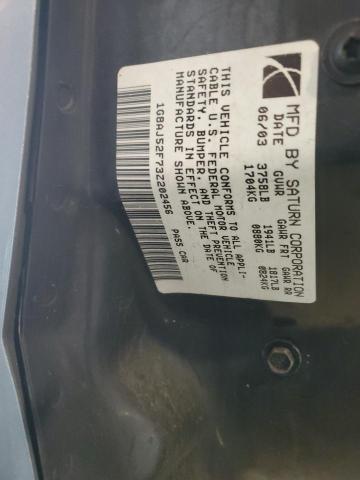 MFD BY SATURN CORPORATION
DATE GVWR GAWR FRT GAWR RR
06/03 3758LB 1941LB 1817LB
1704KG 0880KG 0824KG
THIS VEHICLE CONFORMS TO ALL APPLI-
CABLE U.S. FEDERAL MOTOR VEHICLE
SAFETY, BUMPER, AND THEFT PREVENTION
STANDARDS IN EFFECT ON THE DATE OF
MANUFACTURE SHOWN ABOVE.
1G8AJ52F73Z202456 PASS CAR